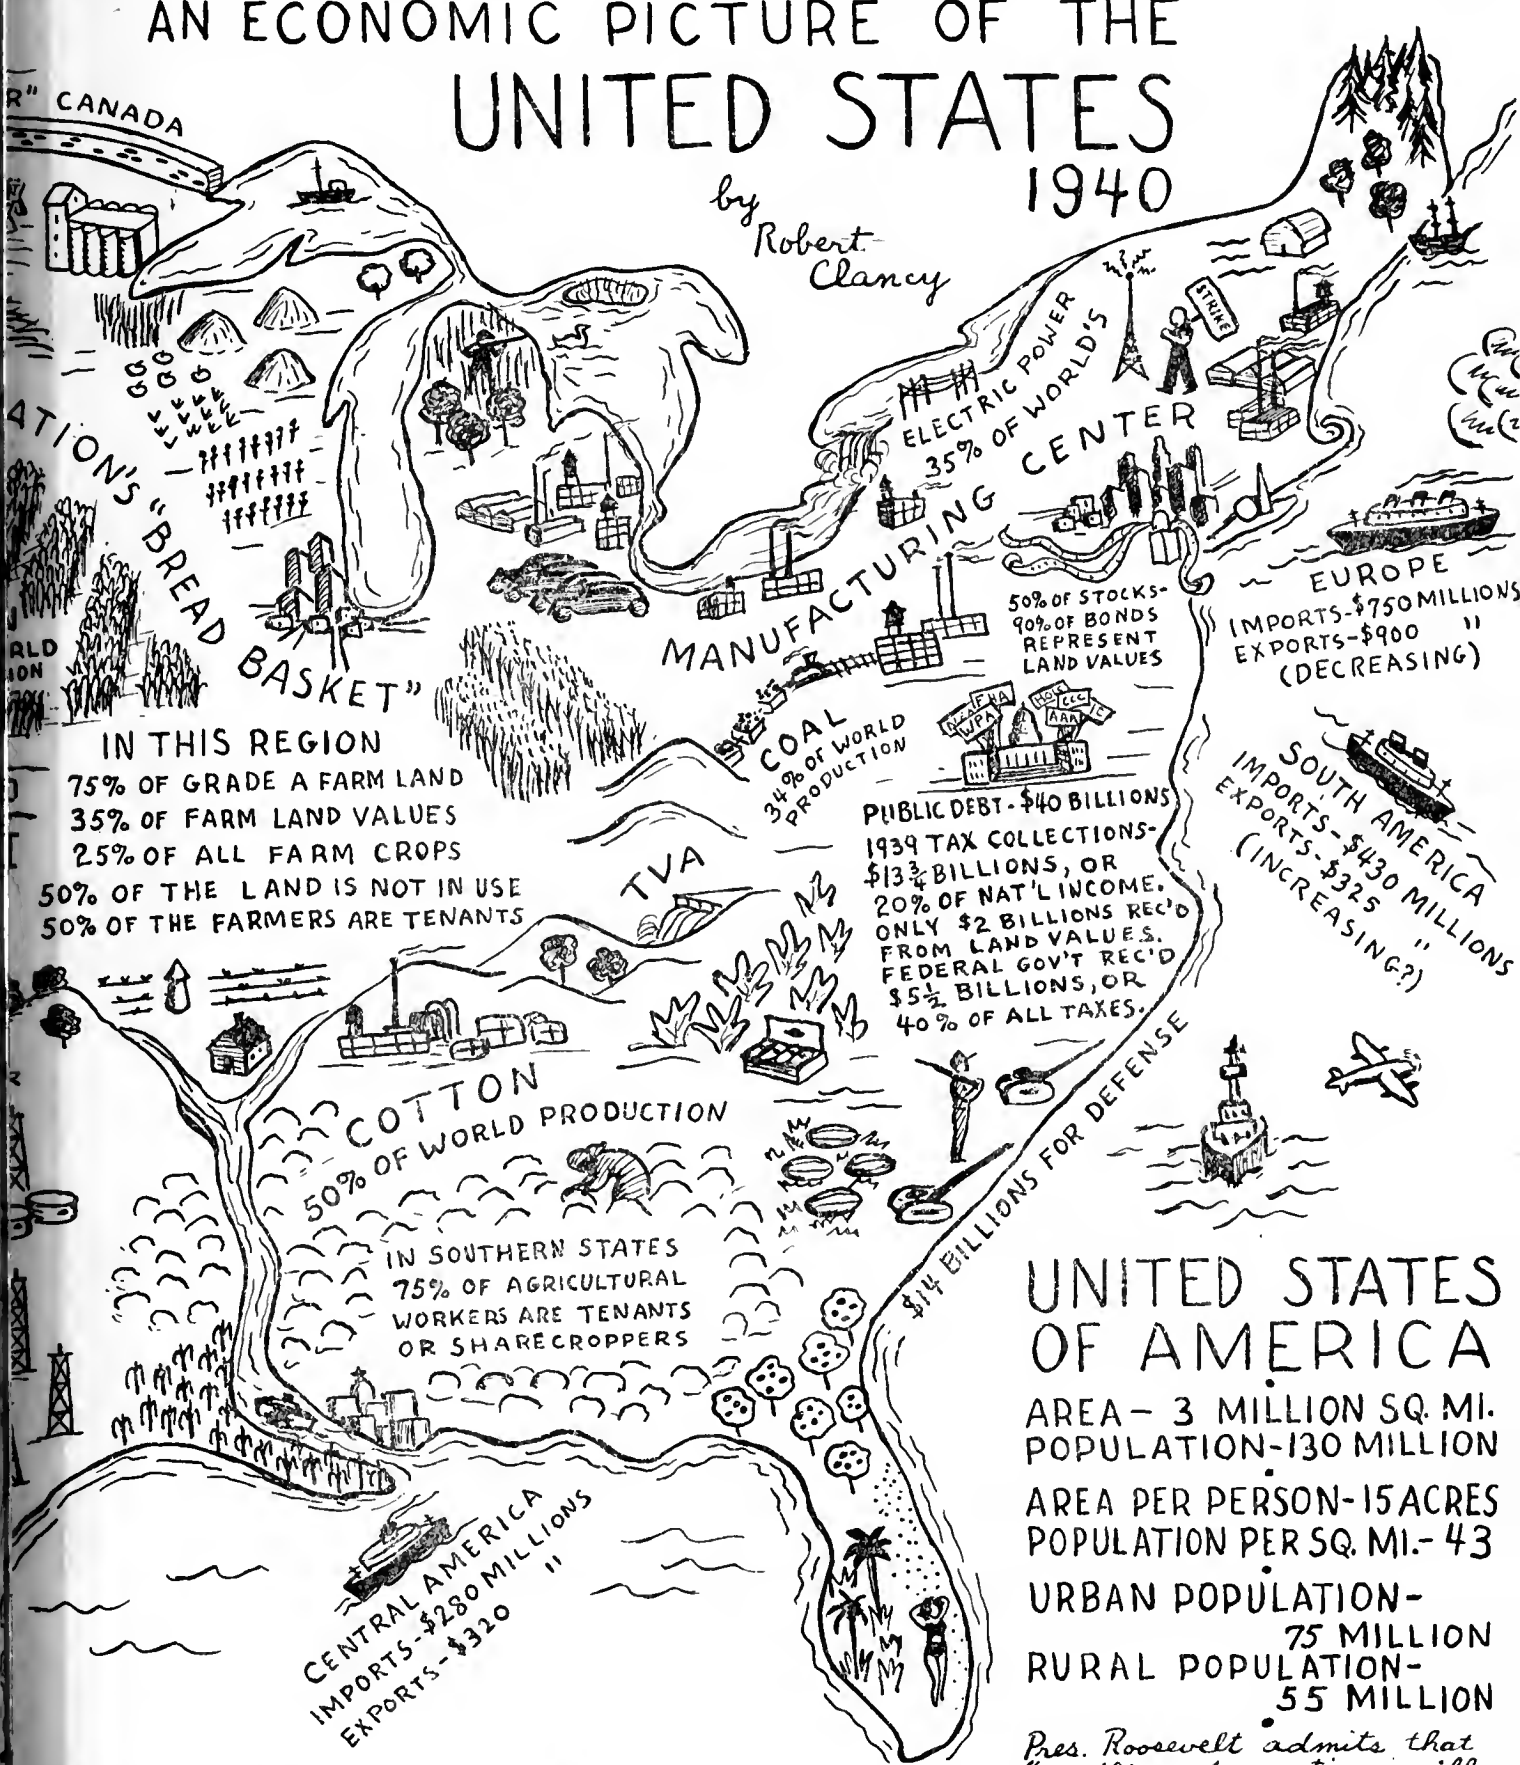 AN ECONOMIC PICTURE OF THE
UNITED STATES
1940
by
Robert
Clancy
R" CANADA
ATION'S "BREAD BASKET"
RLD
ION
IN THIS REGION
75% OF GRADE A FARM LAND
35% OF FARM LAND VALUES
25% OF ALL FARM CROPS
50% OF THE LAND IS NOT IN USE
50% OF THE FARMERS ARE TENANTS
ELECTRIC POWER
35% OF WORLD'S
STRIKE
MANUFACTURING CENTER
50% OF STOCKS-
90% OF BONDS
REPRESENT
LAND VALUES
COAL
34% OF WORLD
PRODUCTION
FHA
WPA
HOLC
CCC
AAA
PUBLIC DEBT - $40 BILLIONS
1939 TAX COLLECTIONS-
$13¾ BILLIONS, OR
20% OF NAT'L INCOME.
ONLY $2 BILLIONS REC'D
FROM LAND VALUES.
FEDERAL GOV'T REC'D
$5½ BILLIONS, OR
40% OF ALL TAXES.
EUROPE
IMPORTS-$750 MILLIONS
EXPORTS-$900 "
(DECREASING)
SOUTH AMERICA
IMPORTS-$430 MILLIONS
EXPORTS-$325 "
(INCREASING?)
TVA
COTTON
50% OF WORLD PRODUCTION
IN SOUTHERN STATES
75% OF AGRICULTURAL
WORKERS ARE TENANTS
OR SHARECROPPERS
$14 BILLIONS FOR DEFENSE
CENTRAL AMERICA
IMPORTS-$280 MILLIONS
EXPORTS-$320 "
UNITED STATES
OF AMERICA
AREA- 3 MILLION SQ. MI.
POPULATION-130 MILLION
AREA PER PERSON-15 ACRES
POPULATION PER SQ. MI.- 43
URBAN POPULATION-
75 MILLION
RURAL POPULATION-
55 MILLION
Pres. Roosevelt admits that